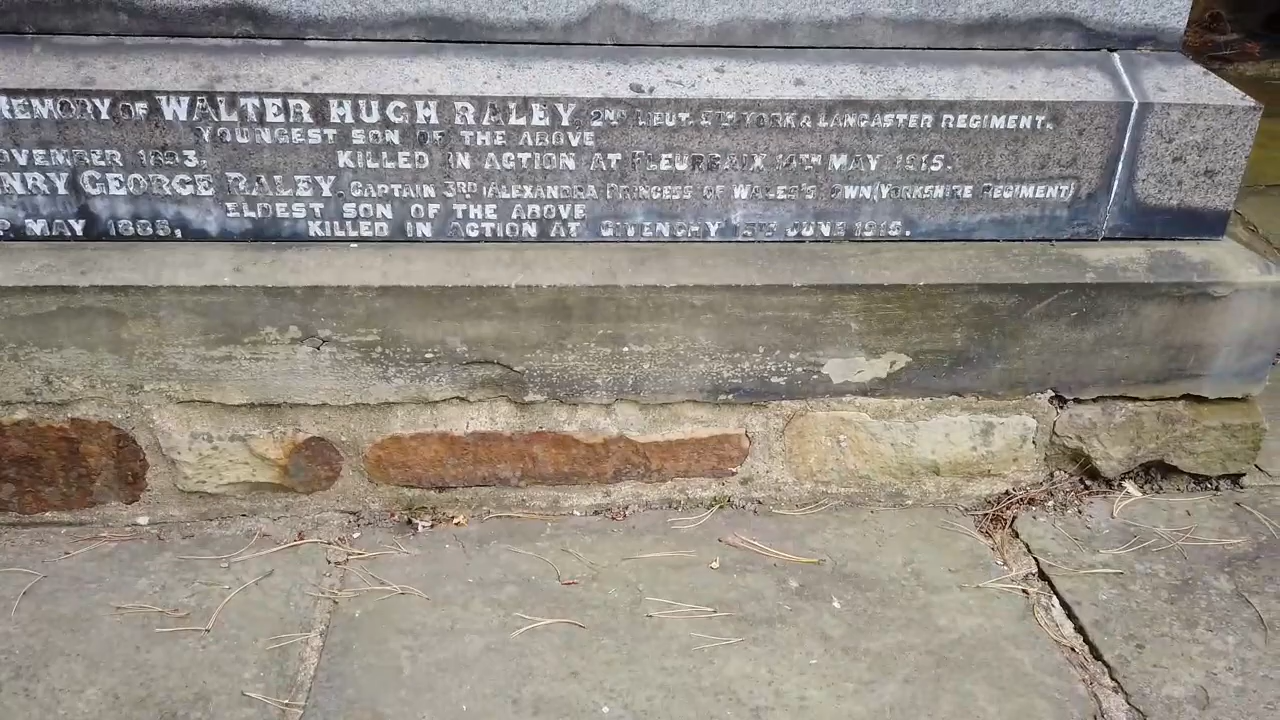 MEMORY OF WALTER HUGH RALEY, 2ND LIEUT. 5TH YORK & LANCASTER REGIMENT.
YOUNGEST SON OF THE ABOVE
OVEMBER 1893. KILLED IN ACTION AT FLEURBAIX 14TH MAY 1915.
ENRY GEORGE RALEY, CAPTAIN 3RD (ALEXANDRA PRINCESS OF WALES'S OWN (YORKSHIRE REGIMENT)
ELDEST SON OF THE ABOVE
MAY 1885, KILLED IN ACTION AT GIVENCHY 15TH JUNE 1915.